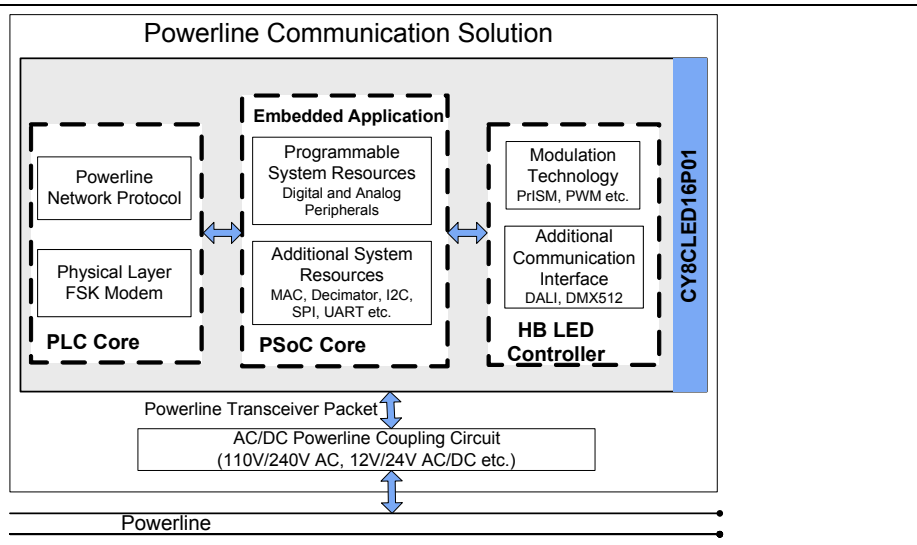 Powerline Communication Solution
Powerline
Network Protocol
Physical Layer
FSK Modem
PLC Core
Embedded Application
Programmable
System Resources
Digital and Analog
Peripherals
Additional System
Resources
MAC, Decimator, I2C,
SPI, UART etc.
PSoC Core
Modulation
Technology
PrISM, PWM etc.
Additional
Communication
Interface
DALI, DMX512
HB LED
Controller
CY8CLED16P01
Powerline Transceiver Packet
AC/DC Powerline Coupling Circuit
(110V/240V AC, 12V/24V AC/DC etc.)
Powerline